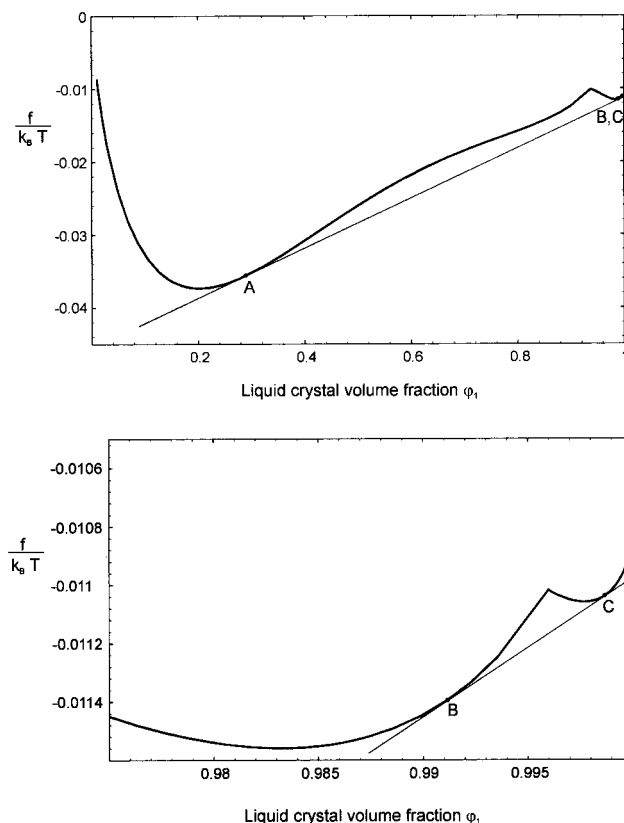 0
-0.01
-0.02
-0.03
-0.04
f
k_B T
A
B,C
0.2 0.4 0.6 0.8 1
Liquid crystal volume fraction φ₁
-0.0106
-0.0108
-0.011
-0.0112
-0.0114
f
k_B T
B
C
0.98 0.985 0.99 0.995
Liquid crystal volume fraction φ₁